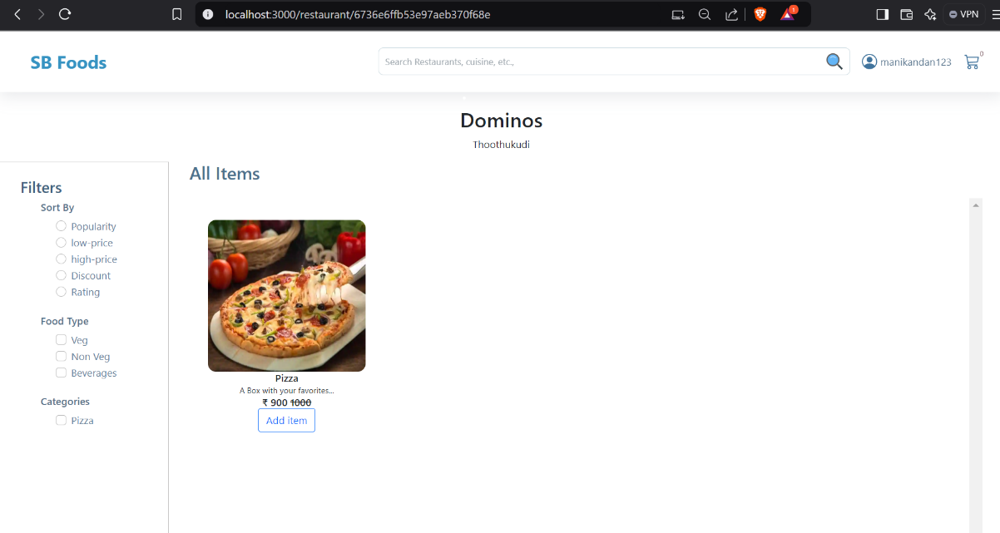 localhost:3000/restaurant/6736e6ffb53e97aeb370f68e
1
VPN
SB Foods
Search Restaurants, cuisine, etc.,
manikandan123
0
Dominos
Thoothukudi
Filters
Sort By
Popularity
low-price
high-price
Discount
Rating
Food Type
Veg
Non Veg
Beverages
Categories
Pizza
All Items
Pizza
A Box with your favorites...
₹ 900 1000
Add item